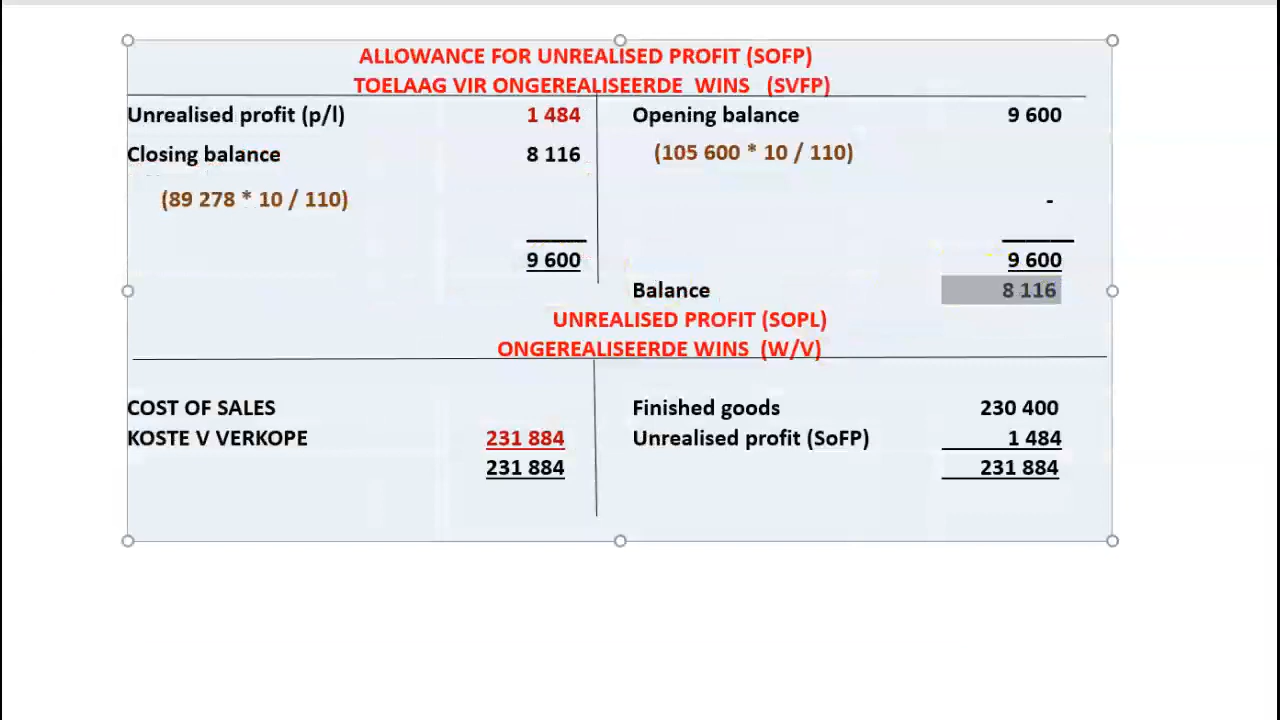 ALLOWANCE FOR UNREALISED PROFIT (SOFP)
TOELAAG VIR ONGEREALISEERDE WINS (SVFP)
Unrealised profit (p/l) 1 484 Opening balance 9 600
Closing balance 8 116 (105 600 * 10 / 110)
(89 278 * 10 / 110) -
9 600 9 600
Balance 8 116
UNREALISED PROFIT (SOPL)
ONGEREALISEERDE WINS (W/V)
COST OF SALES Finished goods 230 400
KOSTE V VERKOPE 231 884 Unrealised profit (SoFP) 1 484
231 884 231 884